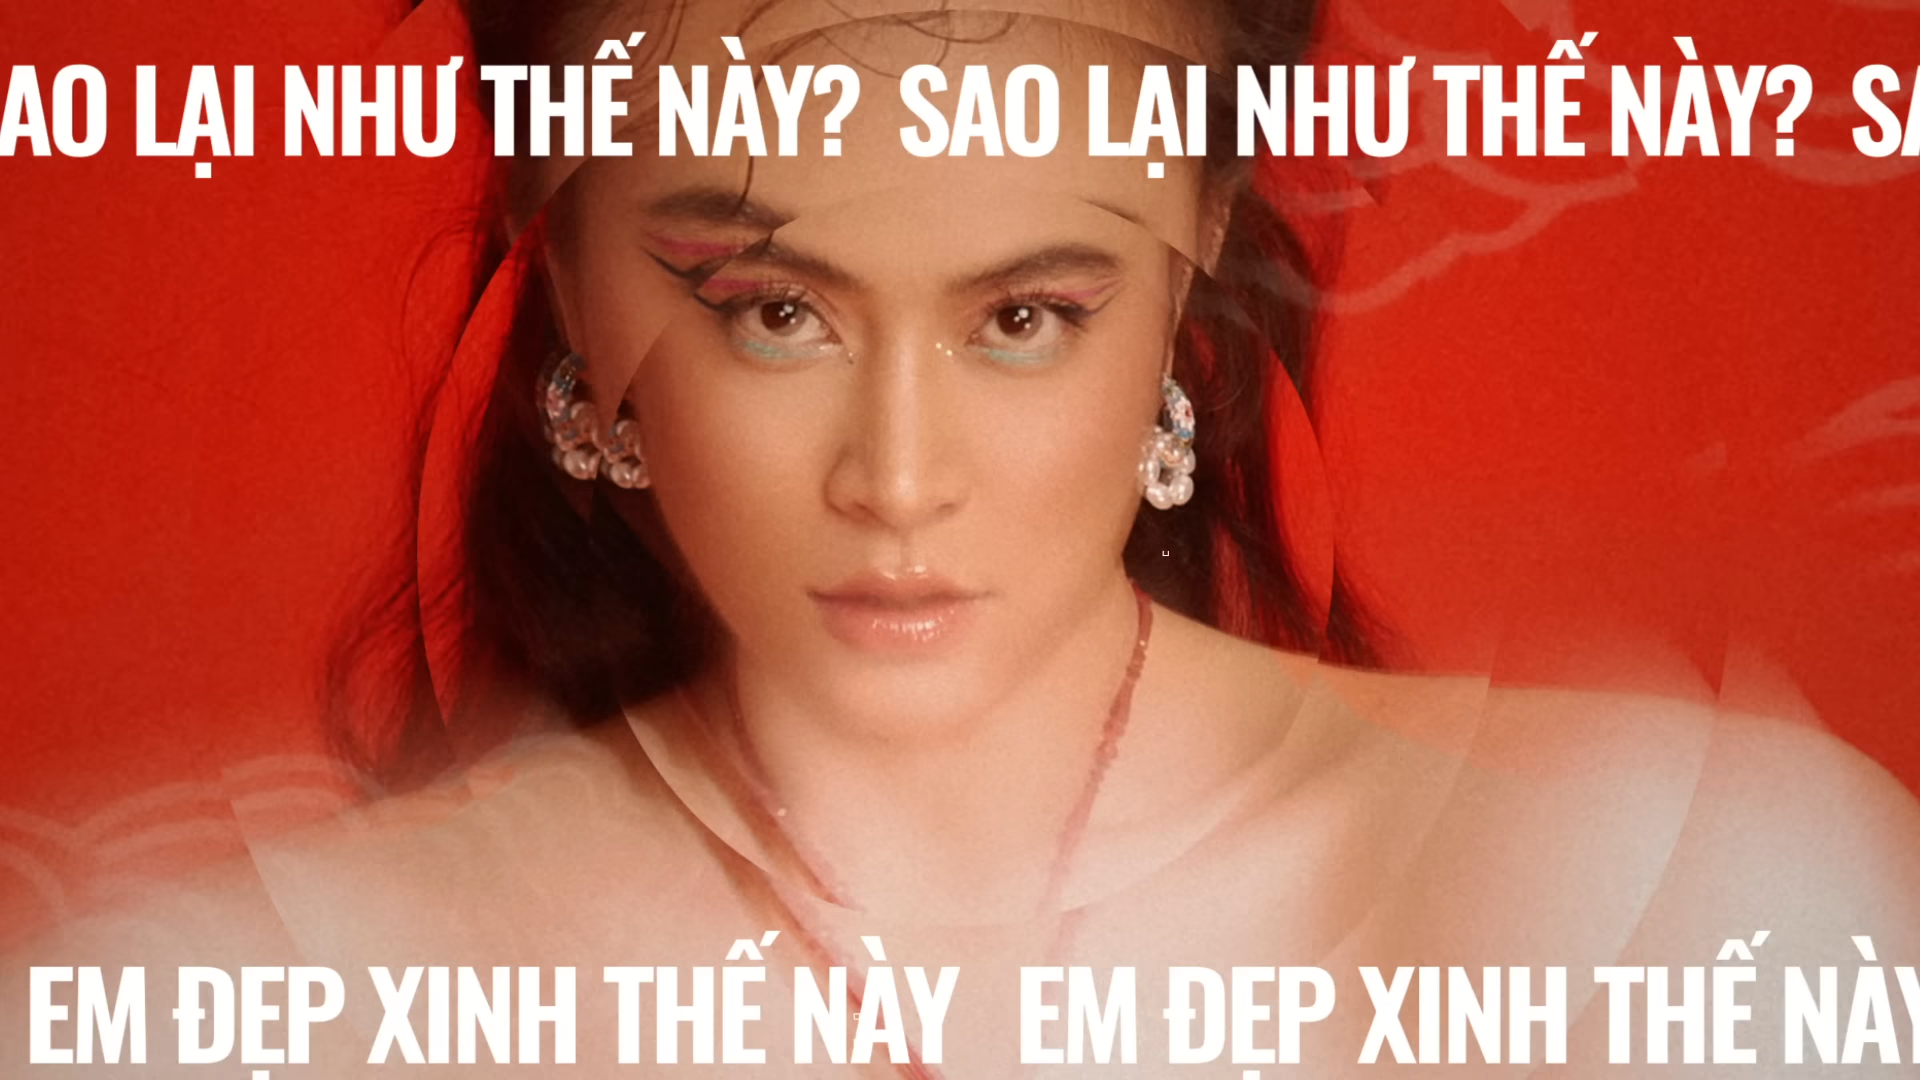 AO LẠI NHƯ THẾ NÀY? SAO LẠI NHƯ THẾ NÀY? SA
EM ĐẸP XINH THẾ NÀY EM ĐẸP XINH THẾ NÀY